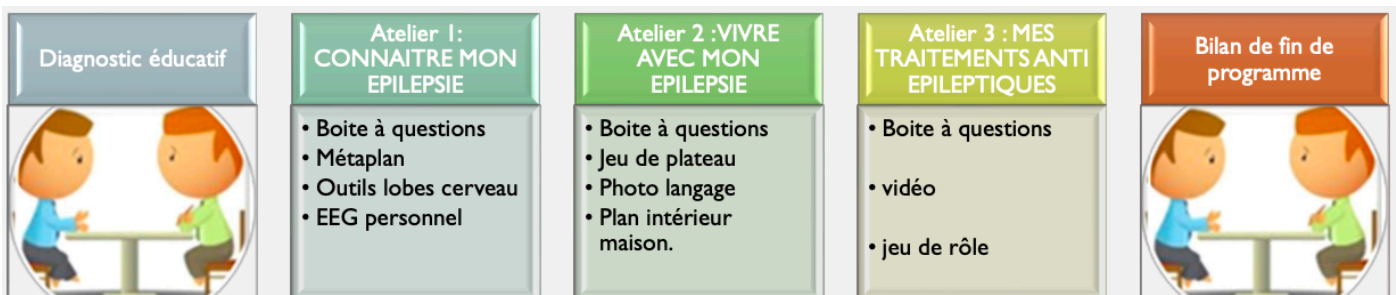 Diagnostic éducatif
Atelier 1:
CONNAITRE MON
EPILEPSIE
• Boite à questions
• Métaplan
• Outils lobes cerveau
• EEG personnel
Atelier 2 :VIVRE
AVEC MON
EPILEPSIE
• Boite à questions
• Jeu de plateau
• Photo langage
• Plan intérieur
maison.
Atelier 3 : MES
TRAITEMENTS ANTI
EPILEPTIQUES
• Boite à questions
• vidéo
• jeu de rôle
Bilan de fin de
programme